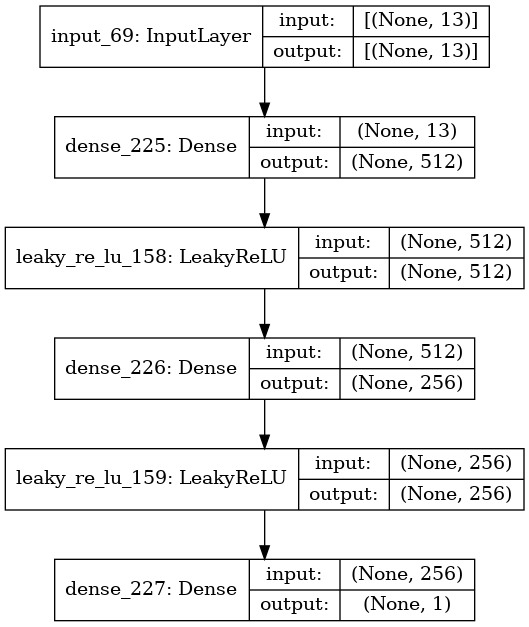 input_69: InputLayer
input: [(None, 13)]
output: [(None, 13)]
dense_225: Dense
input: (None, 13)
output: (None, 512)
leaky_re_lu_158: LeakyReLU
input: (None, 512)
output: (None, 512)
dense_226: Dense
input: (None, 512)
output: (None, 256)
leaky_re_lu_159: LeakyReLU
input: (None, 256)
output: (None, 256)
dense_227: Dense
input: (None, 256)
output: (None, 1)